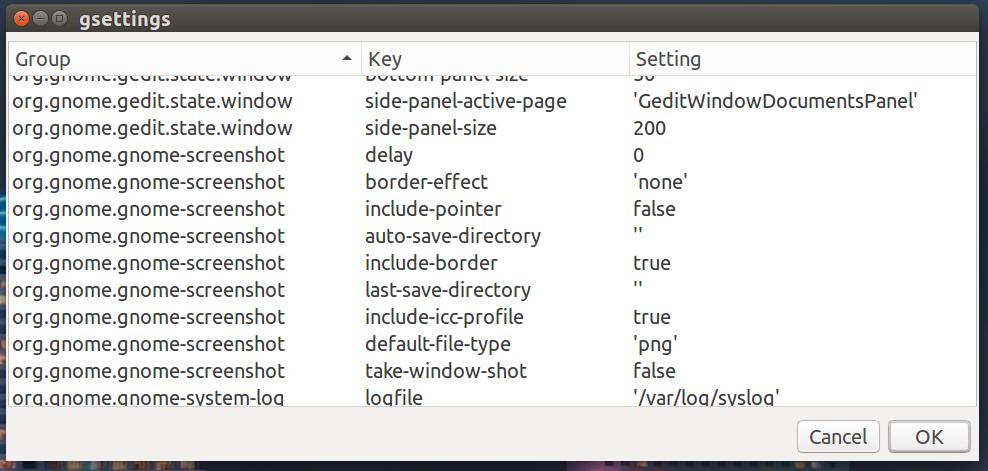 gsettings
Group Key Setting
org.gnome.gedit.state.window bottom-panel-size
org.gnome.gedit.state.window side-panel-active-page 'GeditWindowDocumentsPanel'
org.gnome.gedit.state.window side-panel-size 200
org.gnome.gnome-screenshot delay 0
org.gnome.gnome-screenshot border-effect 'none'
org.gnome.gnome-screenshot include-pointer false
org.gnome.gnome-screenshot auto-save-directory ''
org.gnome.gnome-screenshot include-border true
org.gnome.gnome-screenshot last-save-directory ''
org.gnome.gnome-screenshot include-icc-profile true
org.gnome.gnome-screenshot default-file-type 'png'
org.gnome.gnome-screenshot take-window-shot false
org.gnome.gnome-system-log logfile '/var/log/syslog'
Cancel OK